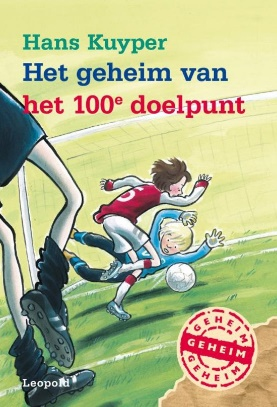 Hans Kuyper
Het geheim van
het 100e doelpunt
GEHEIM
GEHEIM
GEHEIM
Leopold